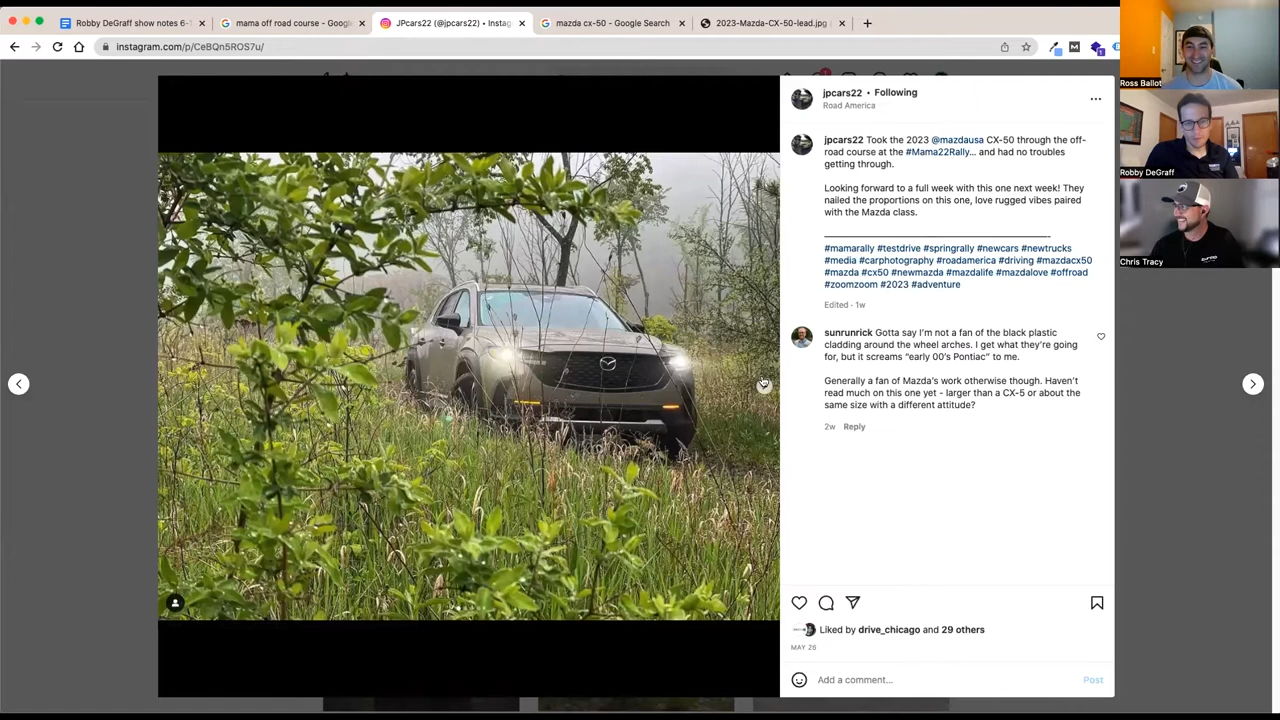 Robby DeGraff show notes 6-1
mama off road course - Google
JPCars22 (@jpcars22) • Instag
mazda cx-50 - Google Search
2023-Mazda-CX-50-lead.jpg (
instagram.com/p/CeBQn5ROS7u/
Ross Ballot
Robby DeGraff
Chris Tracy
jpcars22 • Following
Road America
jpcars22 Took the 2023 @mazdausa CX-50 through the off-
road course at the #Mama22Rally... and had no troubles
getting through.
Looking forward to a full week with this one next week! They
nailed the proportions on this one, love rugged vibes paired
with the Mazda class.
#mamarally #testdrive #springrally #newcars #newtrucks
#media #carphotography #roadamerica #driving #mazdacx50
#mazda #cx50 #newmazda #mazdalife #mazdalove #offroad
#zoomzoom #2023 #adventure
Edited · 1w
sunrunrick Gotta say I'm not a fan of the black plastic
cladding around the wheel arches. I get what they're going
for, but it screams "early 00's Pontiac" to me.
Generally a fan of Mazda's work otherwise though. Haven't
read much on this one yet - larger than a CX-5 or about the
same size with a different attitude?
2w Reply
Liked by drive_chicago and 29 others
MAY 26
Add a comment...
Post